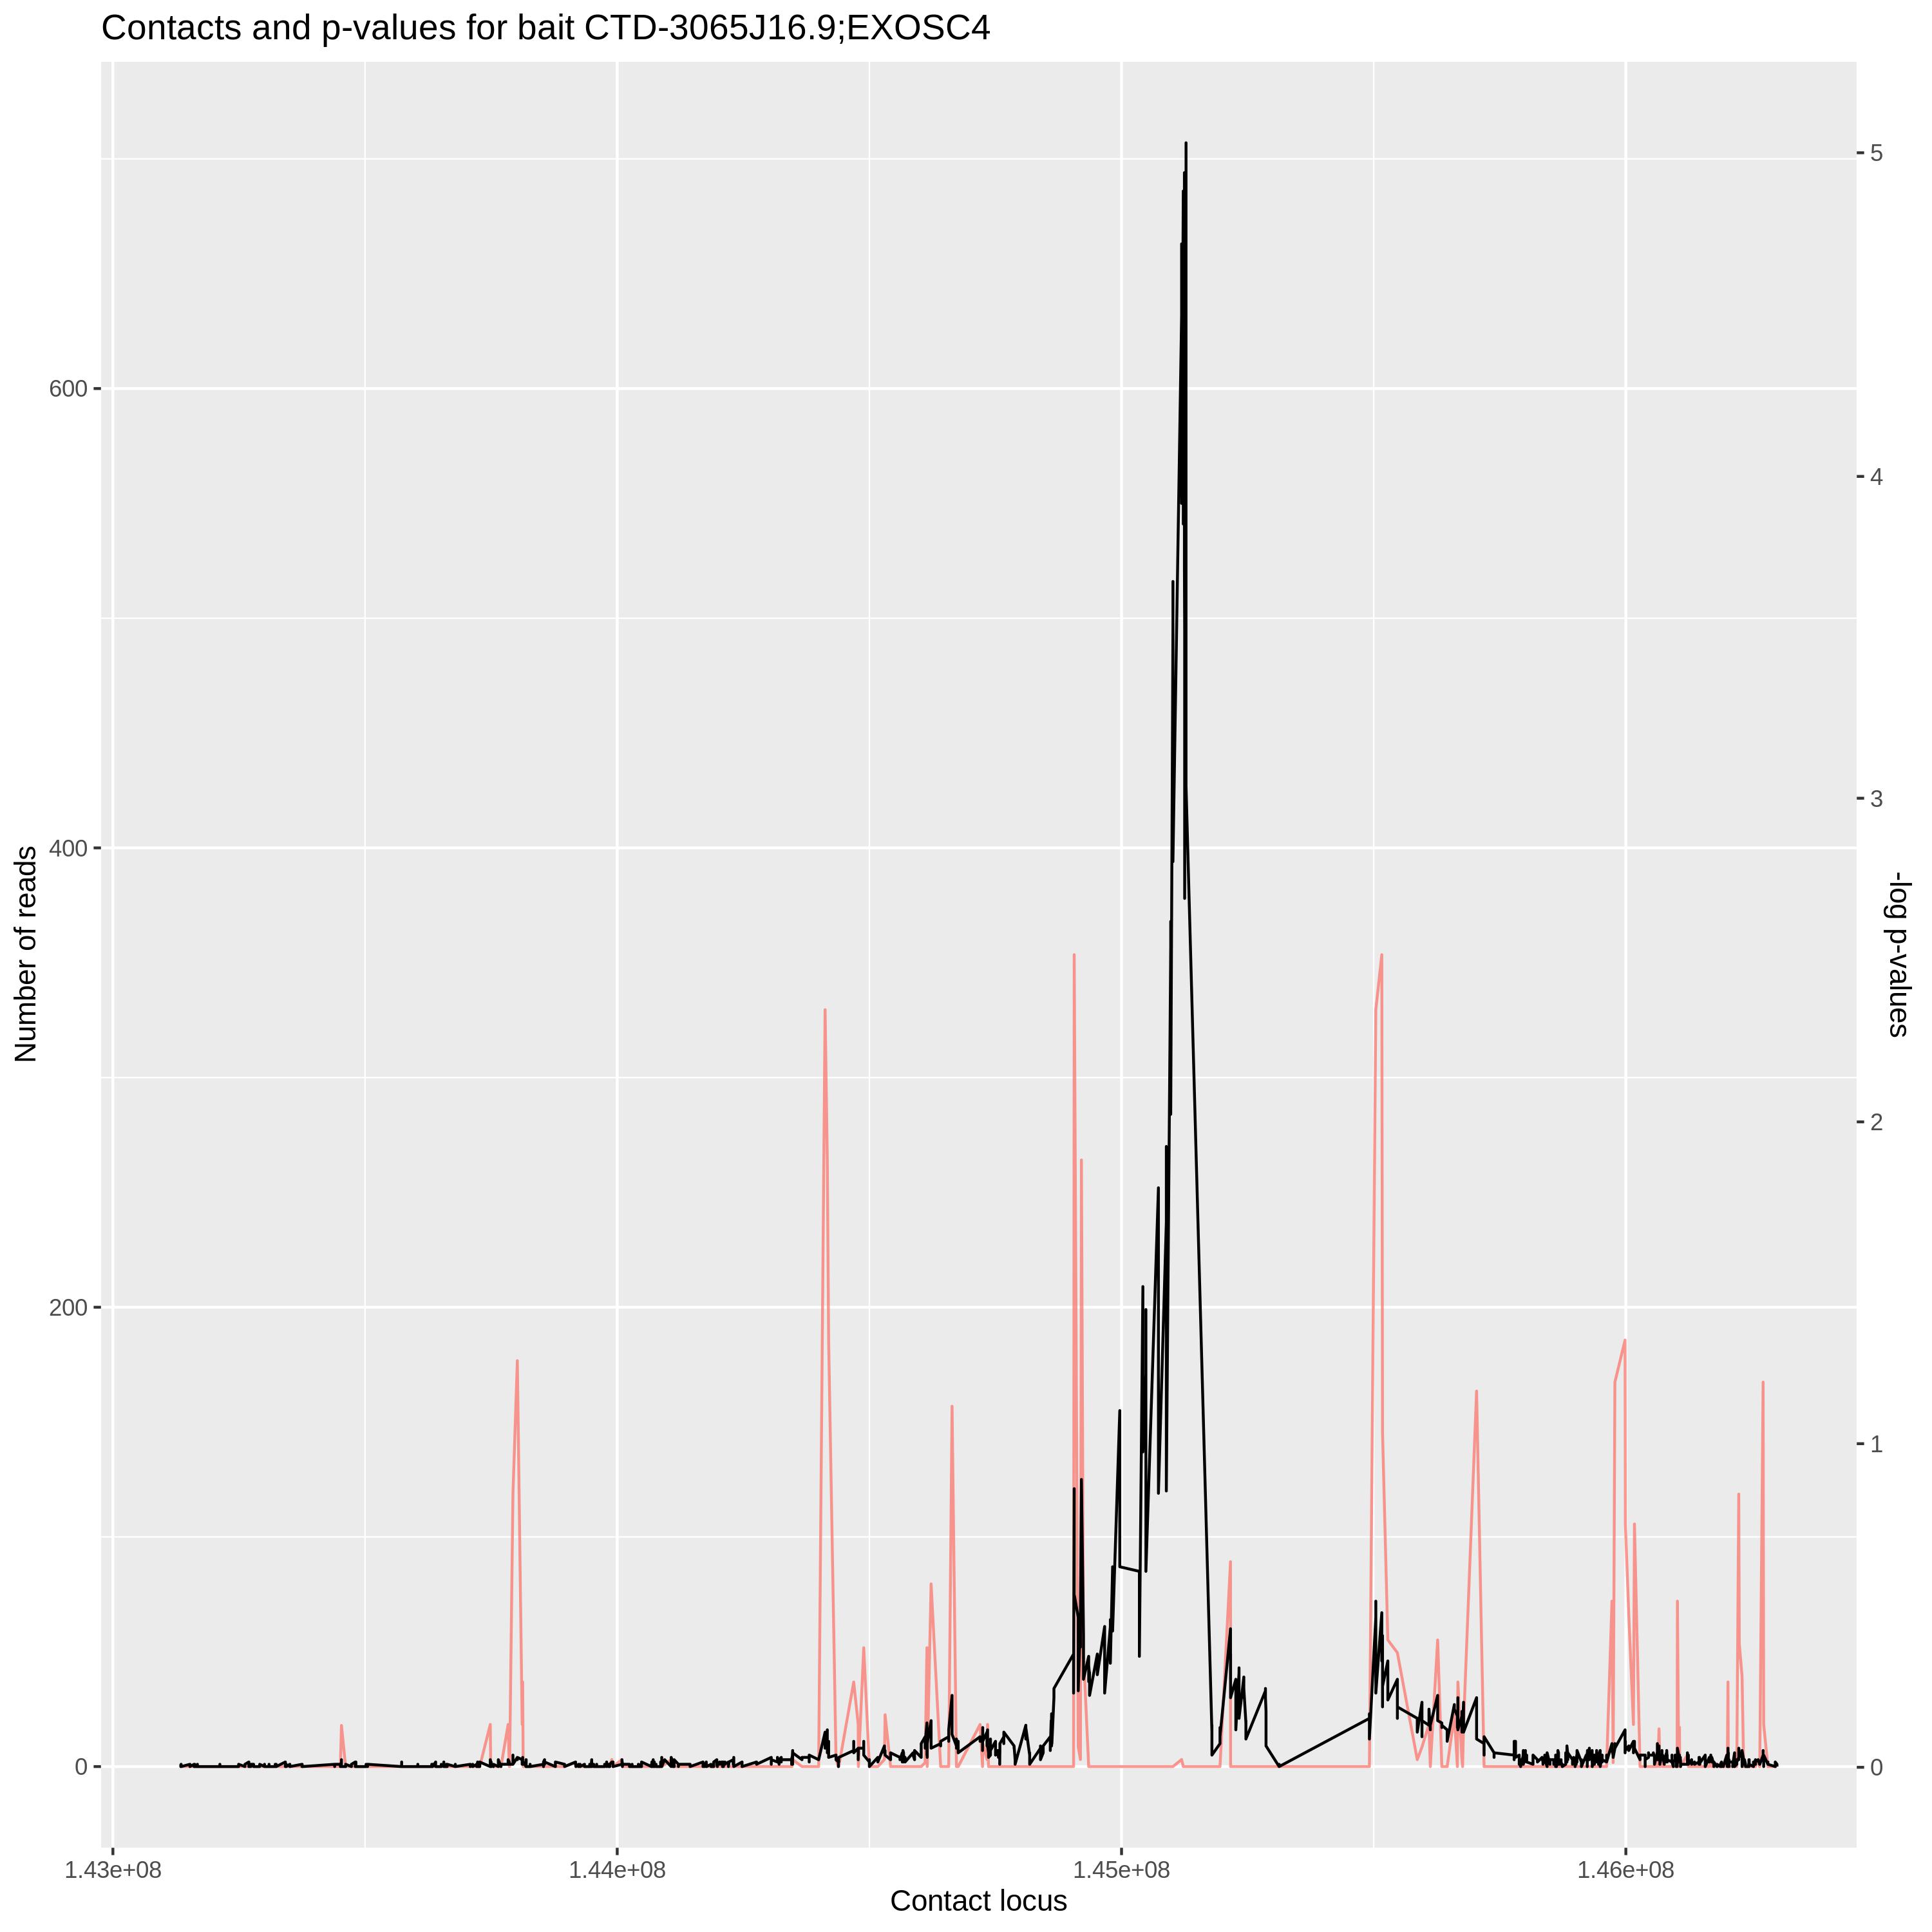 Contacts and p-values for bait CTD-3065J16.9;EXOSC4
Number of reads
600
400
200
0
5
4
3
2
1
0
-log p-values
1.43e+08
1.44e+08
1.45e+08
1.46e+08
Contact locus